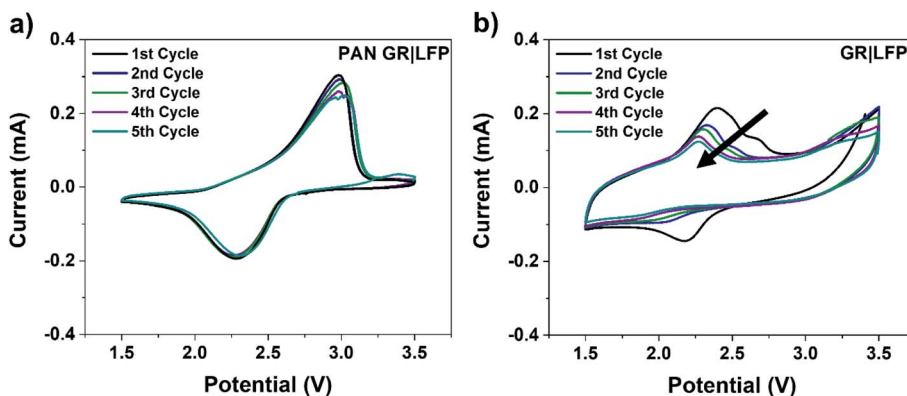 a)
PAN GR|LFP
1st Cycle
2nd Cycle
3rd Cycle
4th Cycle
5th Cycle
0.4
0.2
0.0
-0.2
-0.4
Current (mA)
1.5 2.0 2.5 3.0 3.5
Potential (V)
b)
GR|LFP
1st Cycle
2nd Cycle
3rd Cycle
4th Cycle
5th Cycle
0.4
0.2
0.0
-0.2
-0.4
Current (mA)
1.5 2.0 2.5 3.0 3.5
Potential (V)